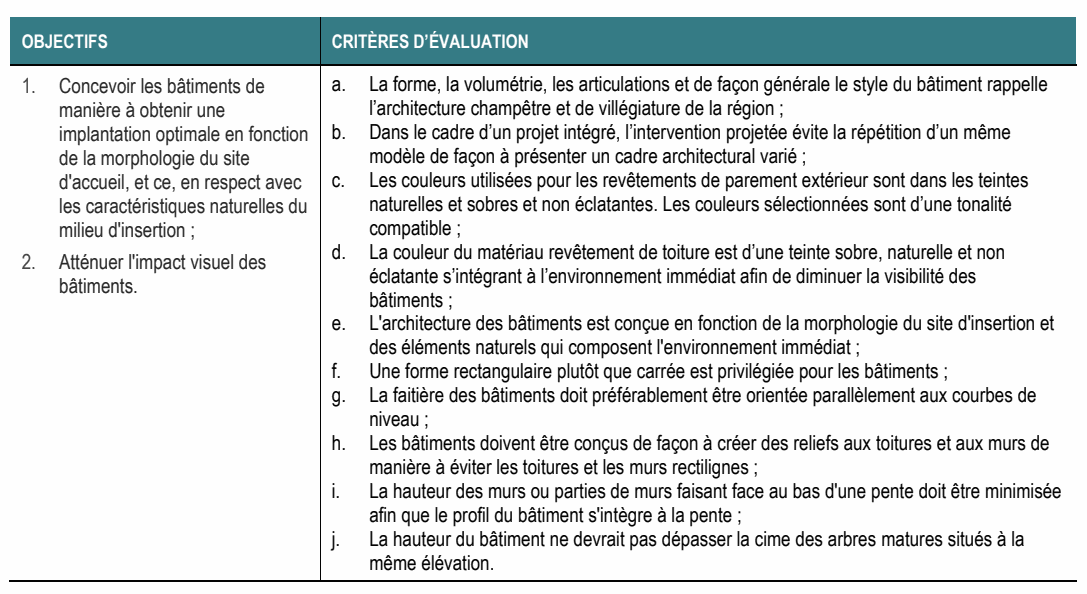 OBJECTIFS
CRITÈRES D’ÉVALUATION
1. Concevoir les bâtiments de
manière à obtenir une
implantation optimale en fonction
de la morphologie du site
d'accueil, et ce, en respect avec
les caractéristiques naturelles du
milieu d'insertion ;
2. Atténuer l'impact visuel des
bâtiments.
a. La forme, la volumétrie, les articulations et de façon générale le style du bâtiment rappelle
l’architecture champêtre et de villégiature de la région ;
b. Dans le cadre d’un projet intégré, l’intervention projetée évite la répétition d’un même
modèle de façon à présenter un cadre architectural varié ;
c. Les couleurs utilisées pour les revêtements de parement extérieur sont dans les teintes
naturelles et sobres et non éclatantes. Les couleurs sélectionnées sont d’une tonalité
compatible ;
d. La couleur du matériau revêtement de toiture est d’une teinte sobre, naturelle et non
éclatante s’intégrant à l’environnement immédiat afin de diminuer la visibilité des
bâtiments ;
e. L'architecture des bâtiments est conçue en fonction de la morphologie du site d'insertion et
des éléments naturels qui composent l'environnement immédiat ;
f. Une forme rectangulaire plutôt que carrée est privilégiée pour les bâtiments ;
g. La faitière des bâtiments doit préférablement être orientée parallèlement aux courbes de
niveau ;
h. Les bâtiments doivent être conçus de façon à créer des reliefs aux toitures et aux murs de
manière à éviter les toitures et les murs rectilignes ;
i. La hauteur des murs ou parties de murs faisant face au bas d'une pente doit être minimisée
afin que le profil du bâtiment s'intègre à la pente ;
j. La hauteur du bâtiment ne devrait pas dépasser la cime des arbres matures situés à la
même élévation.